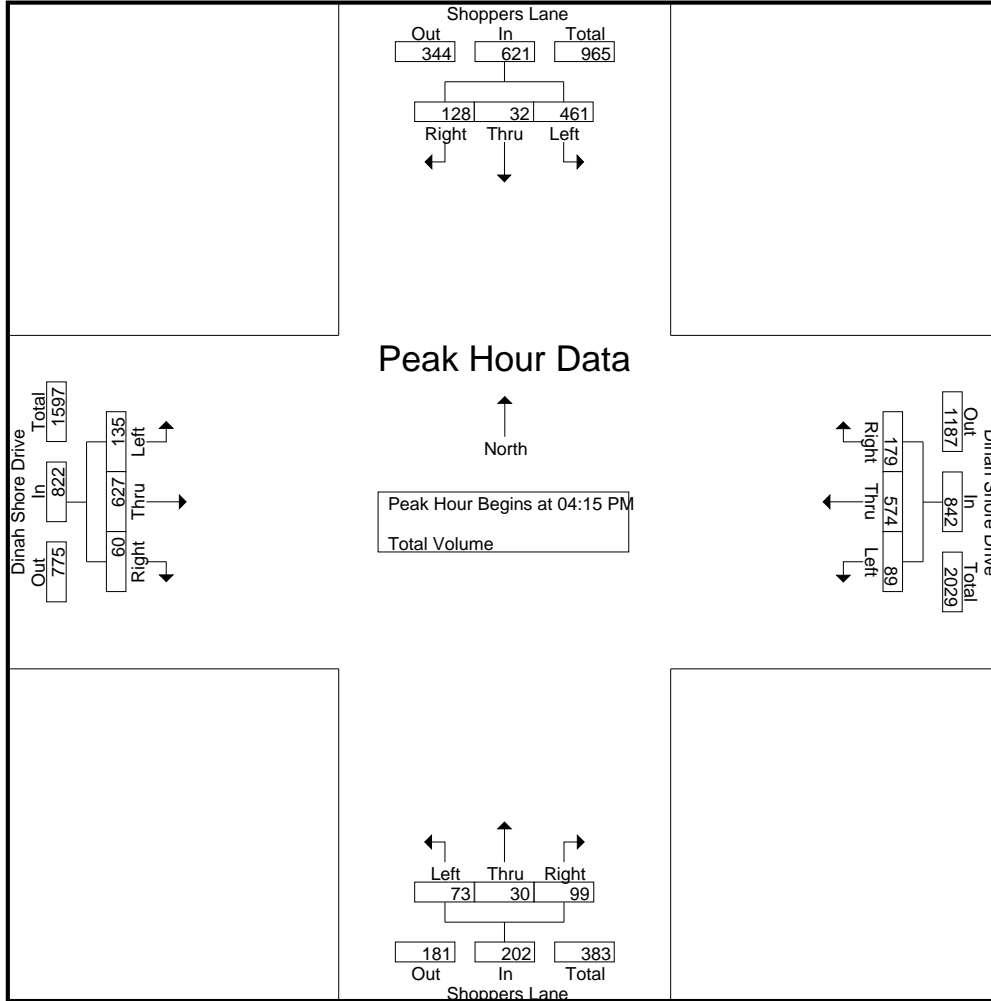 Shoppers Lane
Out In Total
344 621 965
128 32 461
Right Thru Left
Peak Hour Data
North
Peak Hour Begins at 04:15 PM
Total Volume
Dinah Shore Drive
Out In Total
775 822 1597
60 627 135
Right Thru Left
Dinah Shore Drive
Out In Total
1187 842 2029
179 574 89
Right Thru Left
Left Thru Right
73 30 99
181 202 383
Out In Total
Shoppers Lane